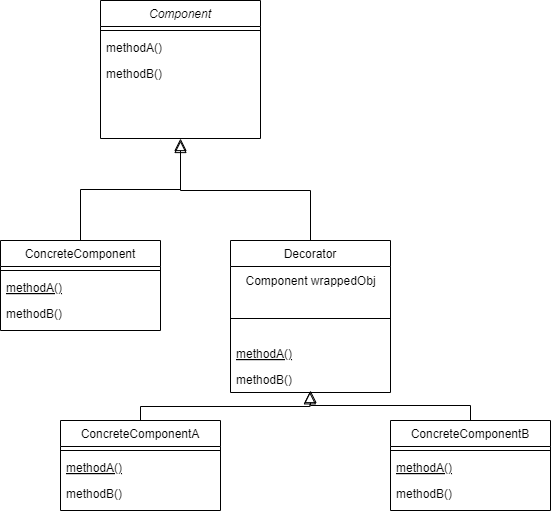 Component
methodA()
methodB()
ConcreteComponent
methodA()
methodB()
Decorator
Component wrappedObj
methodA()
methodB()
ConcreteComponentA
methodA()
methodB()
ConcreteComponentB
methodA()
methodB()